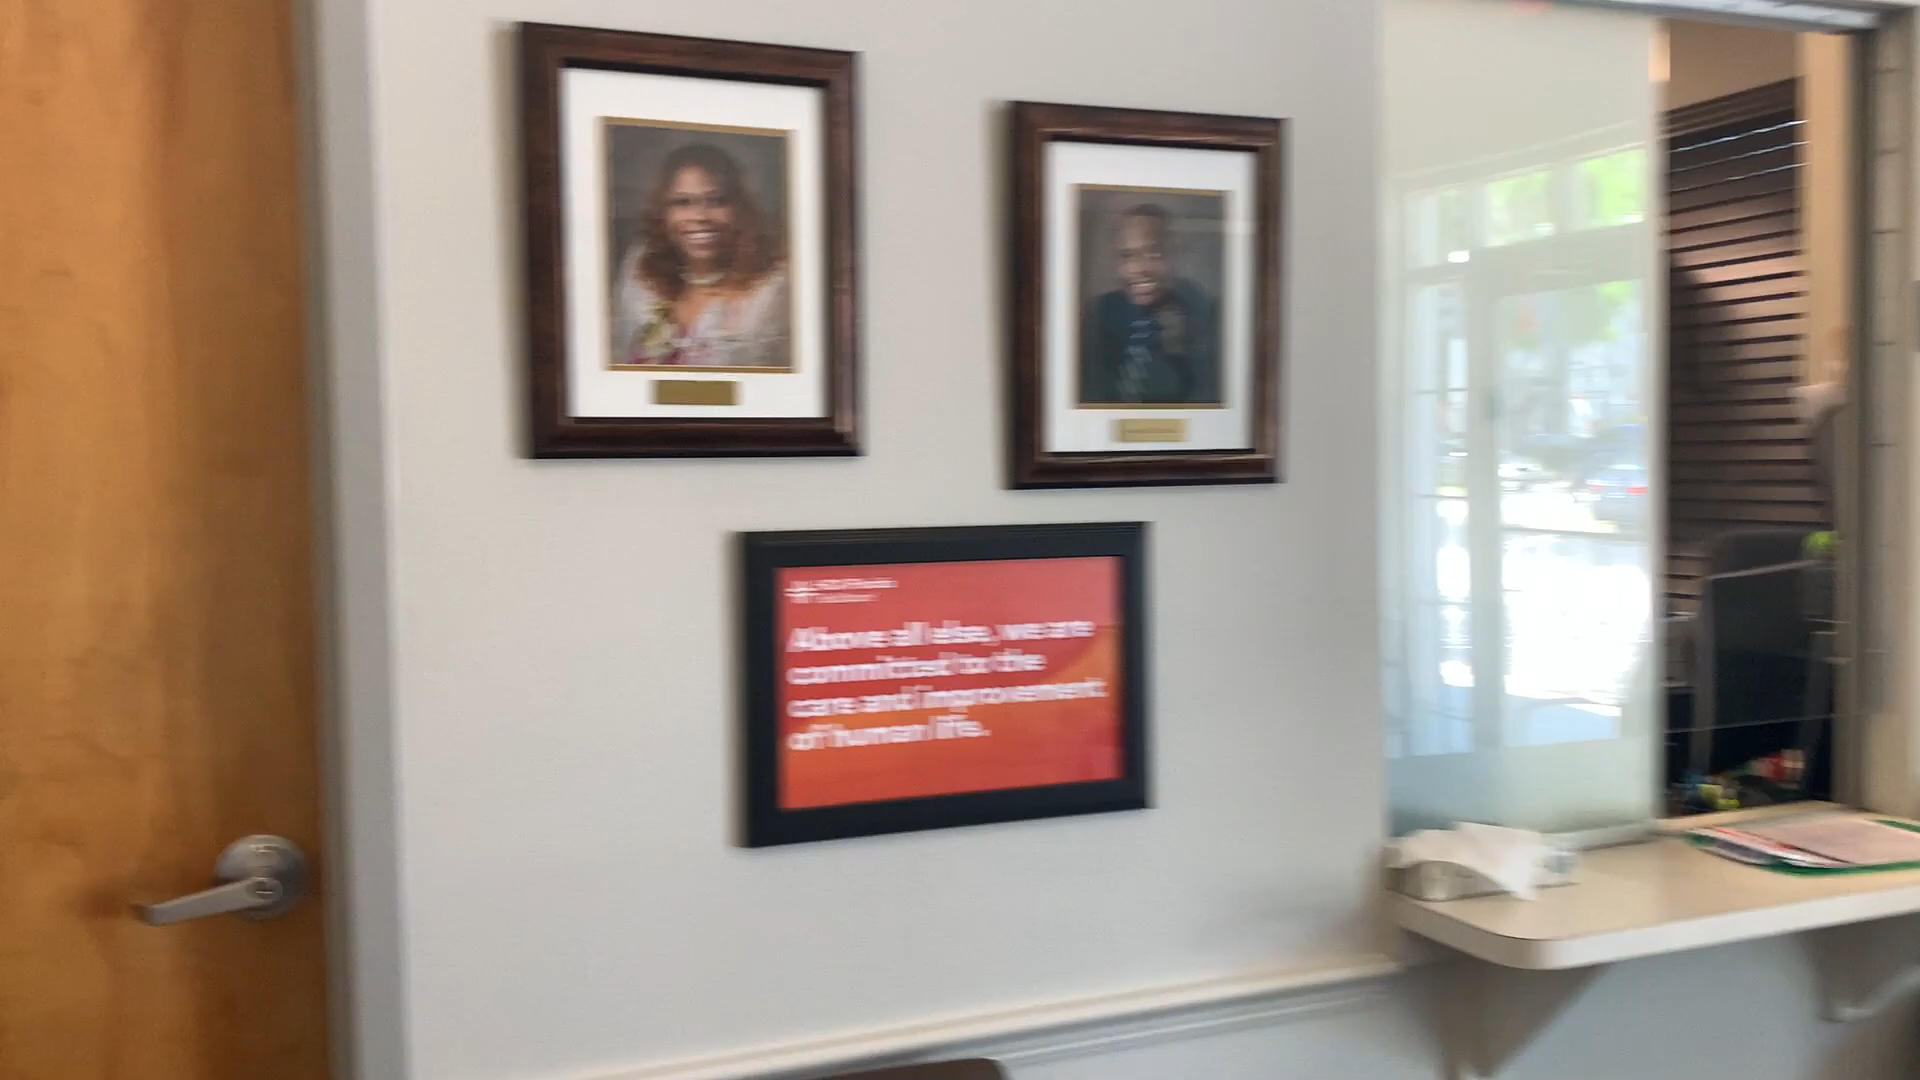 Above all else, we are
committed to the
care and improvement
of human life.